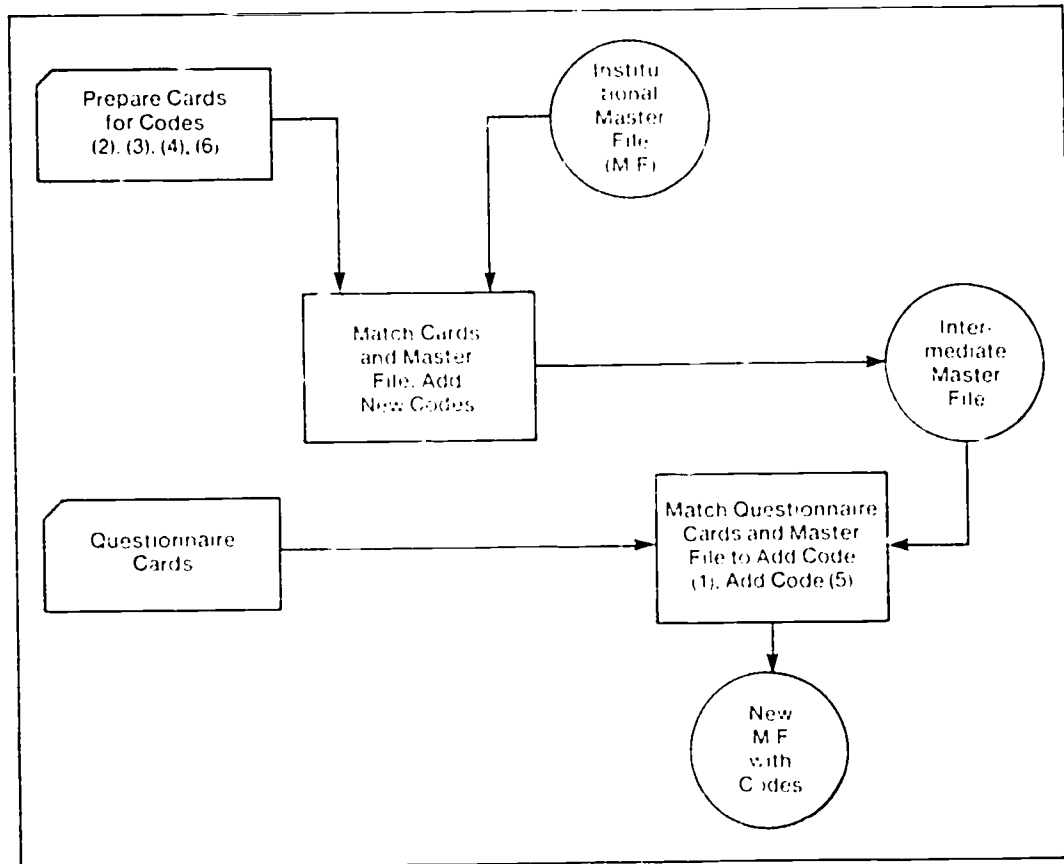 Prepare Cards
for Codes
(2), (3), (4), (6)
Institu
tional
Master
File
(M F)
Match Cards
and Master
File, Add
New Codes
Inter-
mediate
Master
File
Questionnaire
Cards
Match Questionnaire
Cards and Master
File to Add Code
(1), Add Code (5)
New
M F
with
Codes